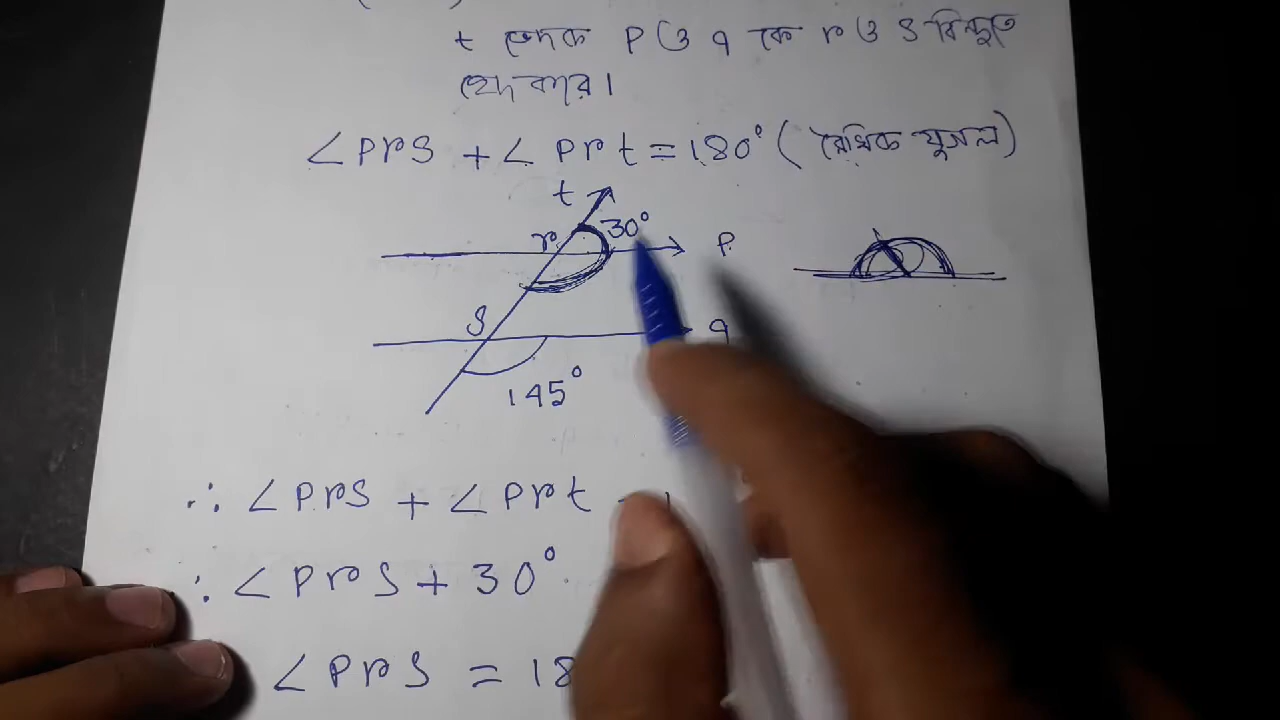 t ভেদক P ও q কে r ও s বিন্দুতে
ছেদ করে।
∠Prs + ∠Prt = 180° ( রৈখিক যুগল )
t
30°
r
P
s
q
145°
∴ ∠Prs + ∠Prt
∴ ∠Prs + 30°
∠Prs = 18